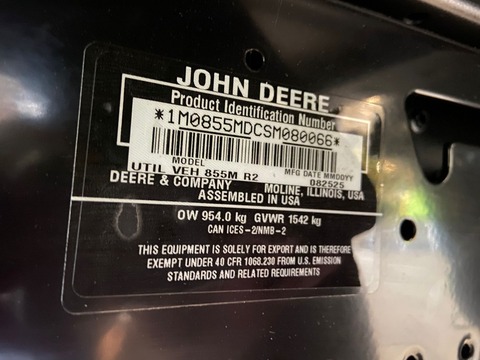 JOHN DEERE
Product Identification Number
*1M0855MDCSM080066*
MODEL MFG DATE MMDDYY
UTIL VEH 855M R2 082525
DEERE & COMPANY MOLINE, ILLINOIS, USA
ASSEMBLED IN USA
OW 954.0 kg GVWR 1542 kg
CAN ICES-2/NMB-2
THIS EQUIPMENT IS SOLELY FOR EXPORT AND IS THEREFORE
EXEMPT UNDER 40 CFR 1068.230 FROM U.S. EMISSION
STANDARDS AND RELATED REQUIREMENTS